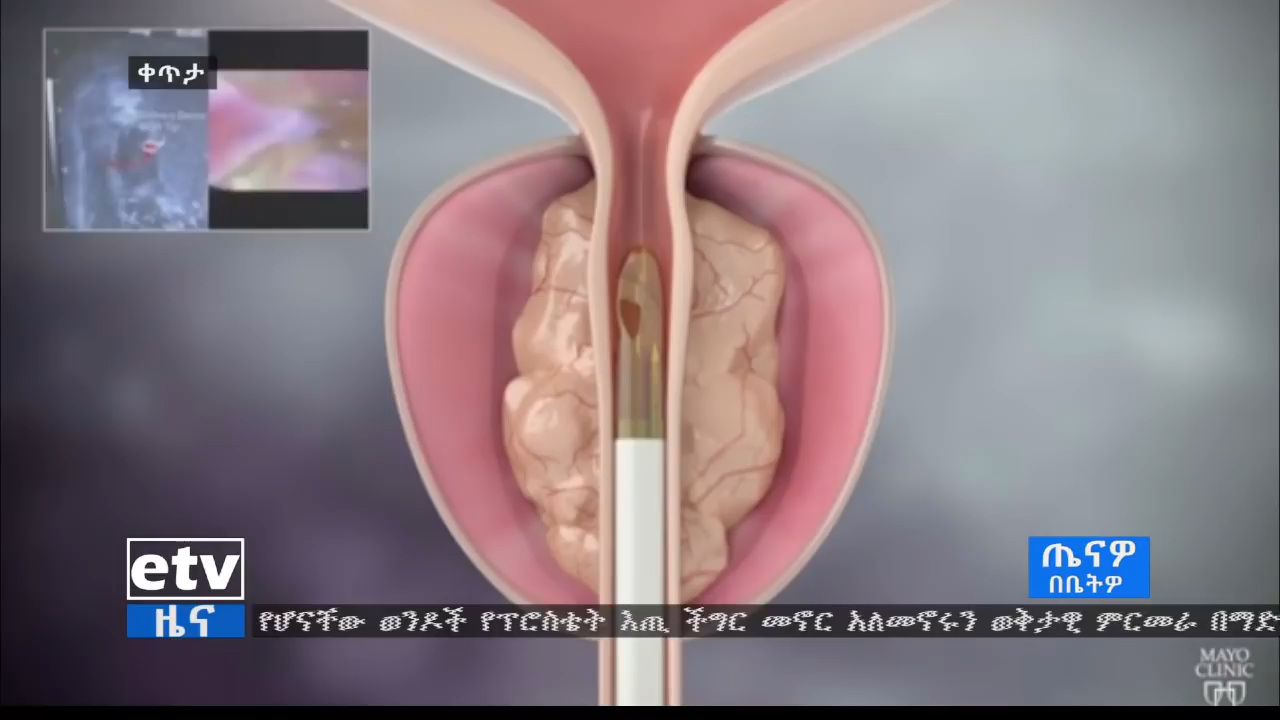 ቀጥታ
etv
ዜና
ጤናዎ
በቤትዎ
የሆናቸው ወንዶች የፕሮስቴት እጢ ችግር መኖር አለመኖሩን ወቅታዊ ምርመራ በማድ
MAYO
CLINIC